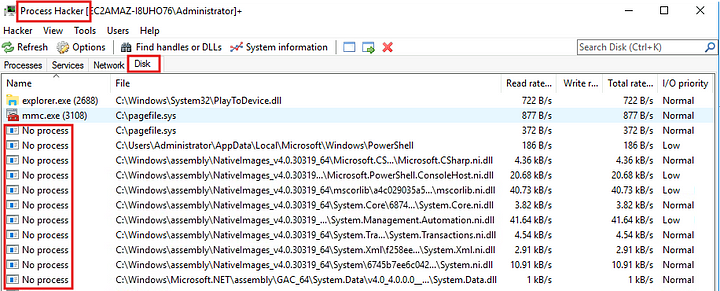 Process Hacker [EC2AMAZ-I8UHO76\Administrator]+
Hacker View Tools Users Help
Refresh Options Find handles or DLLs System information Search Disk (Ctrl+K)
Processes Services Network Disk
Name File Read rate... Write r... Total rate... I/O priority
explorer.exe (2688) C:\Windows\System32\PlayToDevice.dll 722 B/s 722 B/s Normal
mmc.exe (3108) C:\pagefile.sys 877 B/s 877 B/s Normal
No process C:\pagefile.sys 372 B/s 372 B/s Normal
No process C:\Users\Administrator\AppData\Local\Microsoft\Windows\PowerShell 186 B/s 186 B/s Low
No process C:\Windows\assembly\NativeImages_v4.0.30319_64\Microsoft.CS...\Microsoft.CSharp.ni.dll 4.36 kB/s 4.36 kB/s Normal
No process C:\Windows\assembly\NativeImages_v4.0.30319...\Microsoft.PowerShell.ConsoleHost.ni.dll 20.68 kB/s 20.68 kB/s Low
No process C:\Windows\assembly\NativeImages_v4.0.30319_64\mscorlib\a4c029035a5...\mscorlib.ni.dll 40.73 kB/s 40.73 kB/s Low
No process C:\Windows\assembly\NativeImages_v4.0.30319_64\System.Core\6874...\System.Core.ni.dll 3.82 kB/s 3.82 kB/s Normal
No process C:\Windows\assembly\NativeImages_v4.0.30319_...\System.Management.Automation.ni.dll 41.64 kB/s 41.64 kB/s Low
No process C:\Windows\assembly\NativeImages_v4.0.30319_64\System.Tra...\System.Transactions.ni.dll 4.54 kB/s 4.54 kB/s Normal
No process C:\Windows\assembly\NativeImages_v4.0.30319_64\System.Xml\f258ee...\System.Xml.ni.dll 2.91 kB/s 2.91 kB/s Normal
No process C:\Windows\assembly\NativeImages_v4.0.30319_64\System\6745b7ee6c042...\System.ni.dll 10.91 kB/s 10.91 kB/s Normal
No process C:\Windows\Microsoft.NET\assembly\GAC_64\System.Data\v4.0_4.0.0.0__...\System.Data.dll 1 kB/s 1 kB/s Normal